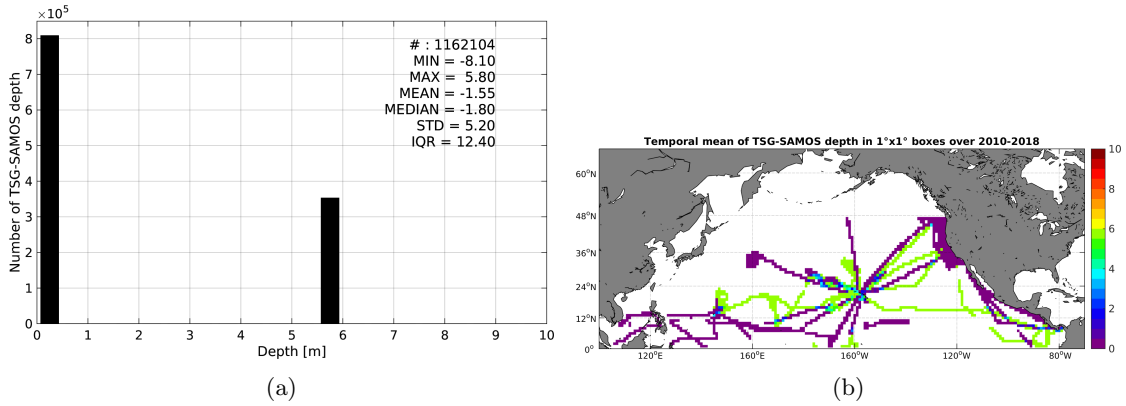 ×10⁵
8
7
6
5
4
3
2
1
0
Number of TSG-SAMOS depth
# : 1162104
MIN = -8.10
MAX = 5.80
MEAN = -1.55
MEDIAN = -1.80
STD = 5.20
IQR = 12.40
0 1 2 3 4 5 6 7 8 9 10
Depth [m]
(a)
Temporal mean of TSG-SAMOS depth in 1°x1° boxes over 2010-2018
60°N
48°N
36°N
24°N
12°N
0°
120°E 160°E 160°W 120°W 80°W
10
8
6
4
2
0
(b)